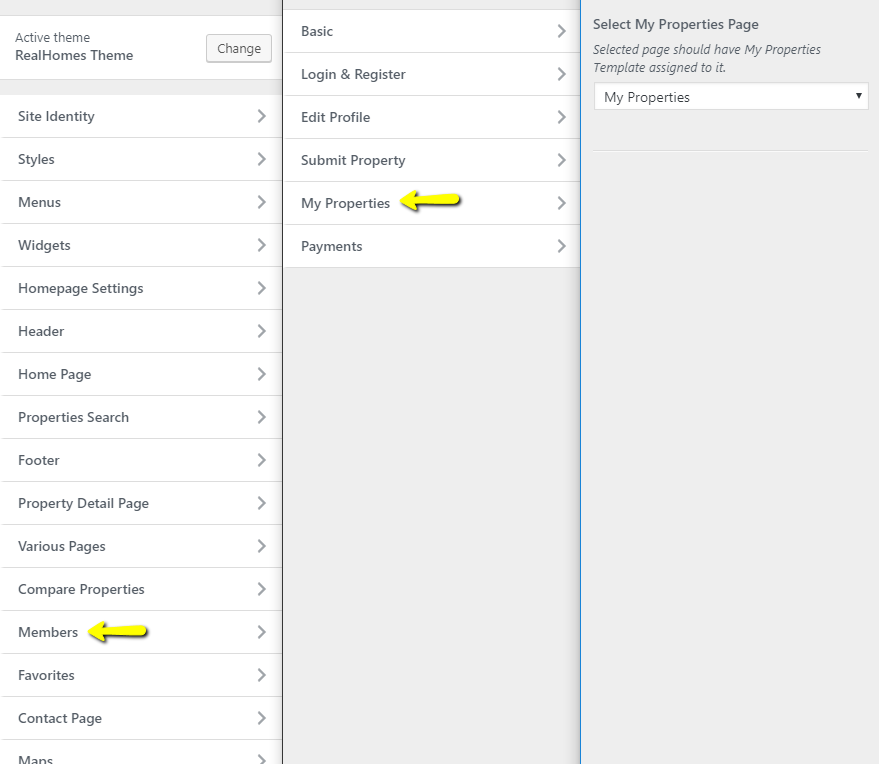 Active theme
RealHomes Theme
Change
Site Identity
Styles
Menus
Widgets
Homepage Settings
Header
Home Page
Properties Search
Footer
Property Detail Page
Various Pages
Compare Properties
Members
Favorites
Contact Page
Maps
Basic
Login & Register
Edit Profile
Submit Property
My Properties
Payments
Select My Properties Page
Selected page should have My Properties
Template assigned to it.
My Properties